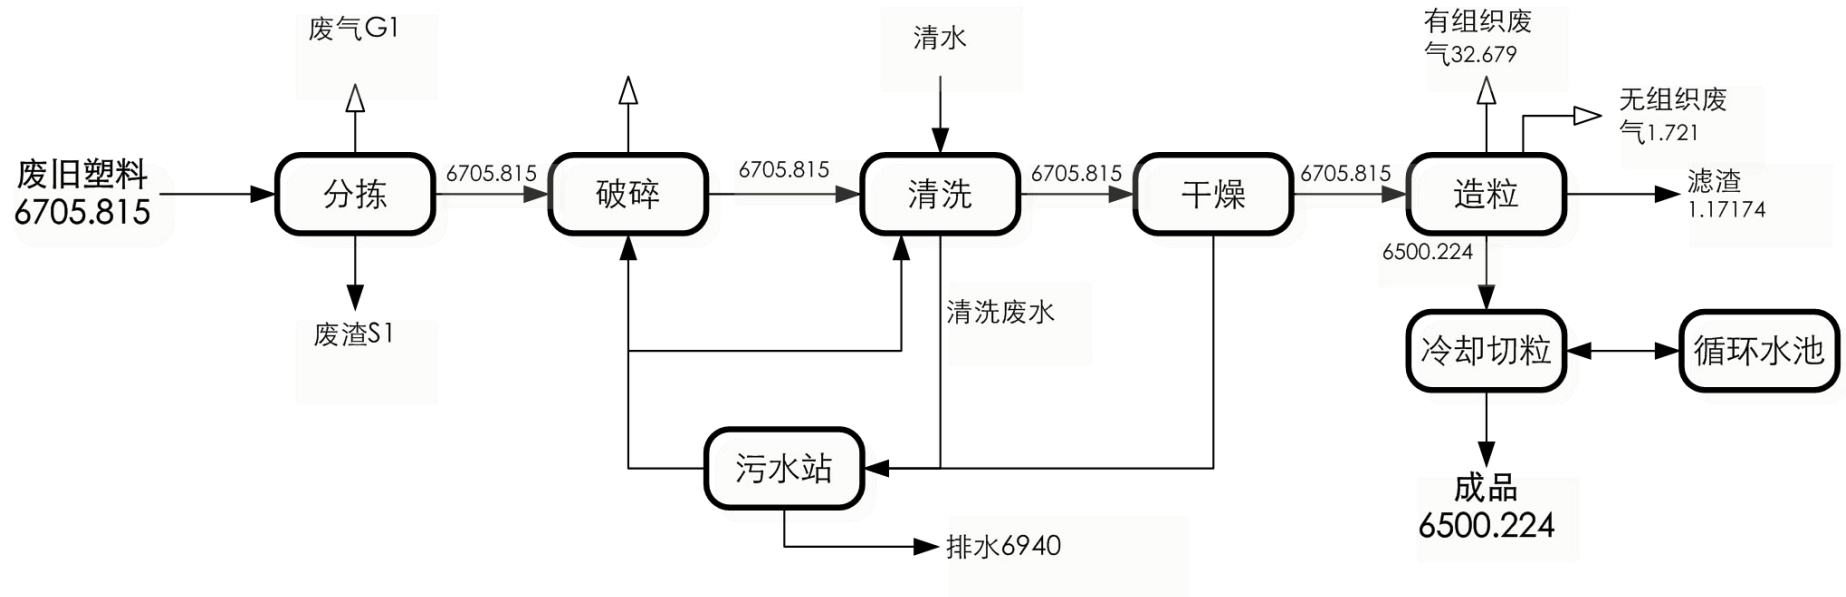 废气G1
清水
有组织废
气32.679
无组织废
气1.721
废旧塑料
6705.815
分拣
6705.815
破碎
6705.815
清洗
6705.815
干燥
6705.815
造粒
滤渣
1.17174
6500.224
废渣S1
清洗废水
冷却切粒
循环水池
污水站
成品
6500.224
排水6940